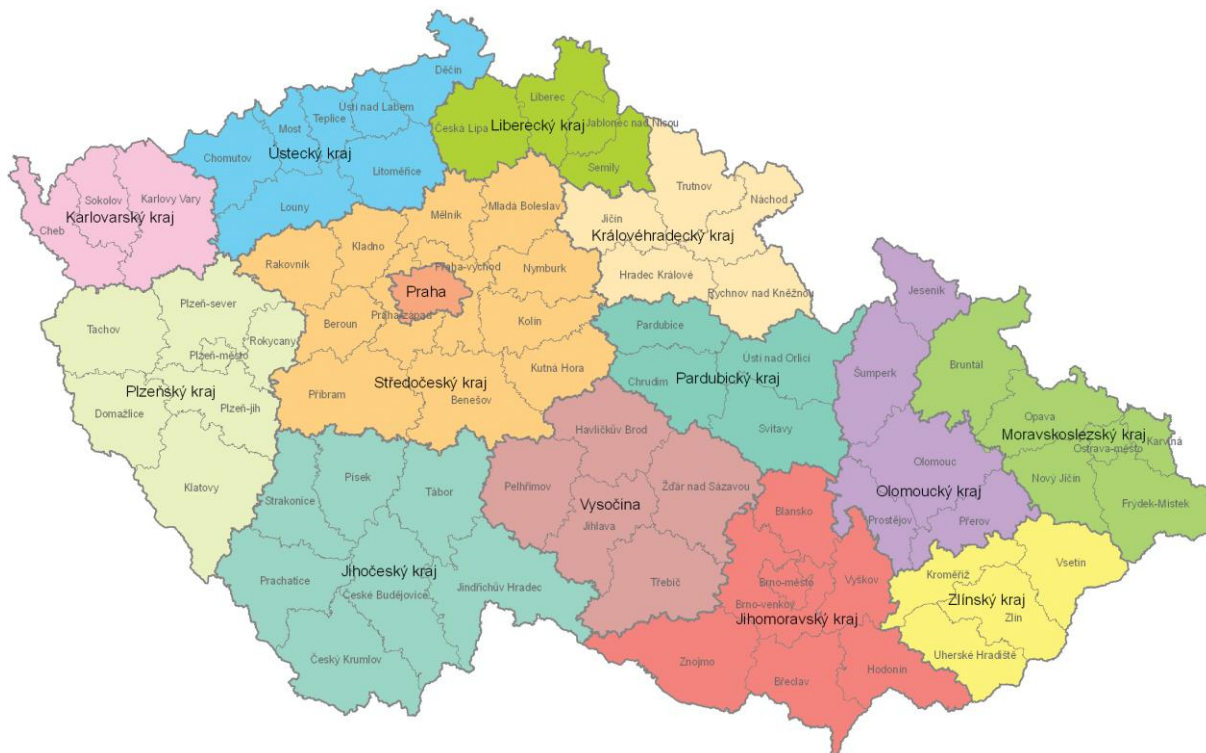 Děčín
Ústí nad Labem
Teplice
Most
Chomutov
Ústecký kraj
Litoměřice
Louny
Liberec
Česká Lípa
Liberecký kraj
Jablonec nad Nisou
Semily
Sokolov
Karlovy Vary
Karlovarský kraj
Cheb
Trutnov
Náchod
Jičín
Královéhradecký kraj
Hradec Králové
Rychnov nad Kněžnou
Mělník
Mladá Boleslav
Kladno
Rakovník
Praha-východ
Nymburk
Praha
Beroun
Praha-západ
Kolín
Kutná Hora
Středočeský kraj
Příbram
Benešov
Plzeň-sever
Tachov
Rokycany
Plzeň-město
Plzeňský kraj
Domažlice
Plzeň-jih
Klatovy
Pardubice
Ústí nad Orlicí
Chrudim
Pardubický kraj
Svitavy
Jeseník
Šumperk
Olomouc
Olomoucký kraj
Prostějov
Přerov
Bruntál
Opava
Moravskoslezský kraj
Karviná
Ostrava-město
Nový Jičín
Frýdek-Místek
Havlíčkův Brod
Pelhřimov
Žďár nad Sázavou
Vysočina
Jihlava
Třebíč
Písek
Tábor
Strakonice
Prachatice
Jihočeský kraj
České Budějovice
Jindřichův Hradec
Český Krumlov
Blansko
Brno-město
Vyškov
Brno-venkov
Jihomoravský kraj
Znojmo
Hodonín
Břeclav
Vsetín
Kroměříž
Zlínský kraj
Zlín
Uherské Hradiště